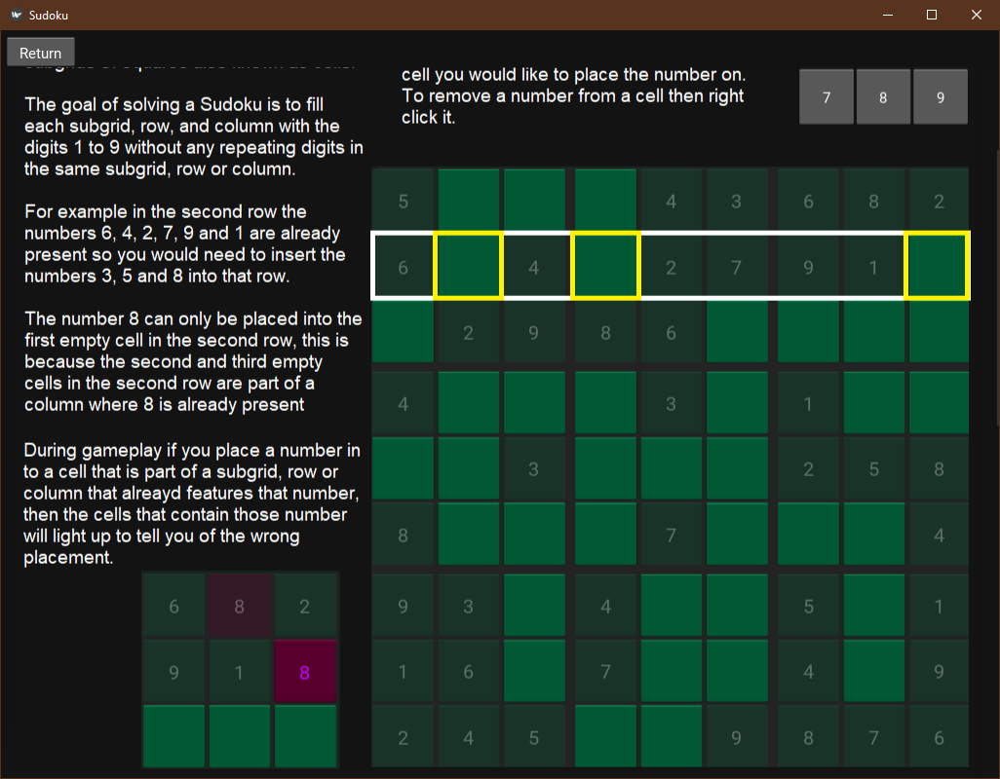 Sudoku
Return
cell you would like to place the number on.
To remove a number from a cell then right
click it.
7 8 9
The goal of solving a Sudoku is to fill
each subgrid, row, and column with the
digits 1 to 9 without any repeating digits in
the same subgrid, row or column.
For example in the second row the
numbers 6, 4, 2, 7, 9 and 1 are already
present so you would need to insert the
numbers 3, 5 and 8 into that row.
The number 8 can only be placed into the
first empty cell in the second row, this is
because the second and third empty
cells in the second row are part of a
column where 8 is already present
During gameplay if you place a number in
to a cell that is part of a subgrid, row or
column that alreayd features that number,
then the cells that contain those number
will light up to tell you of the wrong
placement.
6 8 2
9 1 8
5 4 3 6 8 2
6 4 2 7 9 1
2 9 8 6
4 3 1
3 2 5 8
8 7 4
9 3 4 5 1
1 6 7 4 9
2 4 5 9 8 7 6